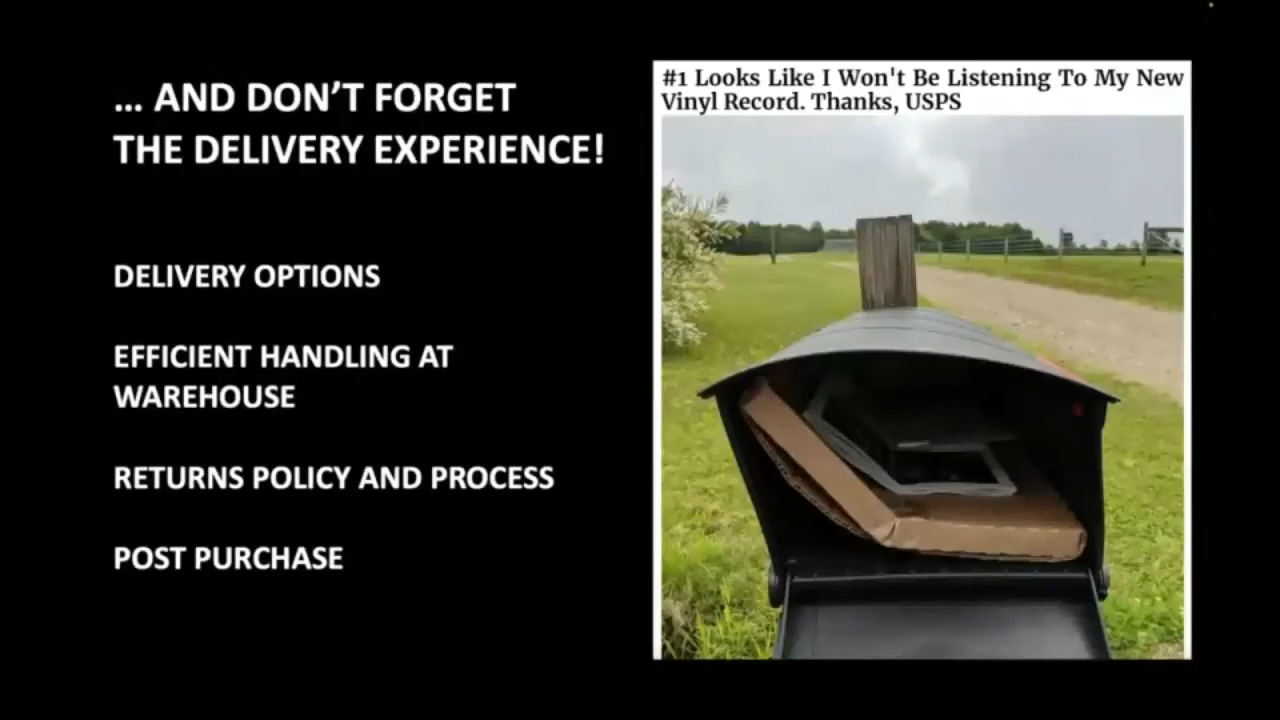 … AND DON’T FORGET
THE DELIVERY EXPERIENCE!
DELIVERY OPTIONS
EFFICIENT HANDLING AT
WAREHOUSE
RETURNS POLICY AND PROCESS
POST PURCHASE
#1 Looks Like I Won't Be Listening To My New
Vinyl Record. Thanks, USPS